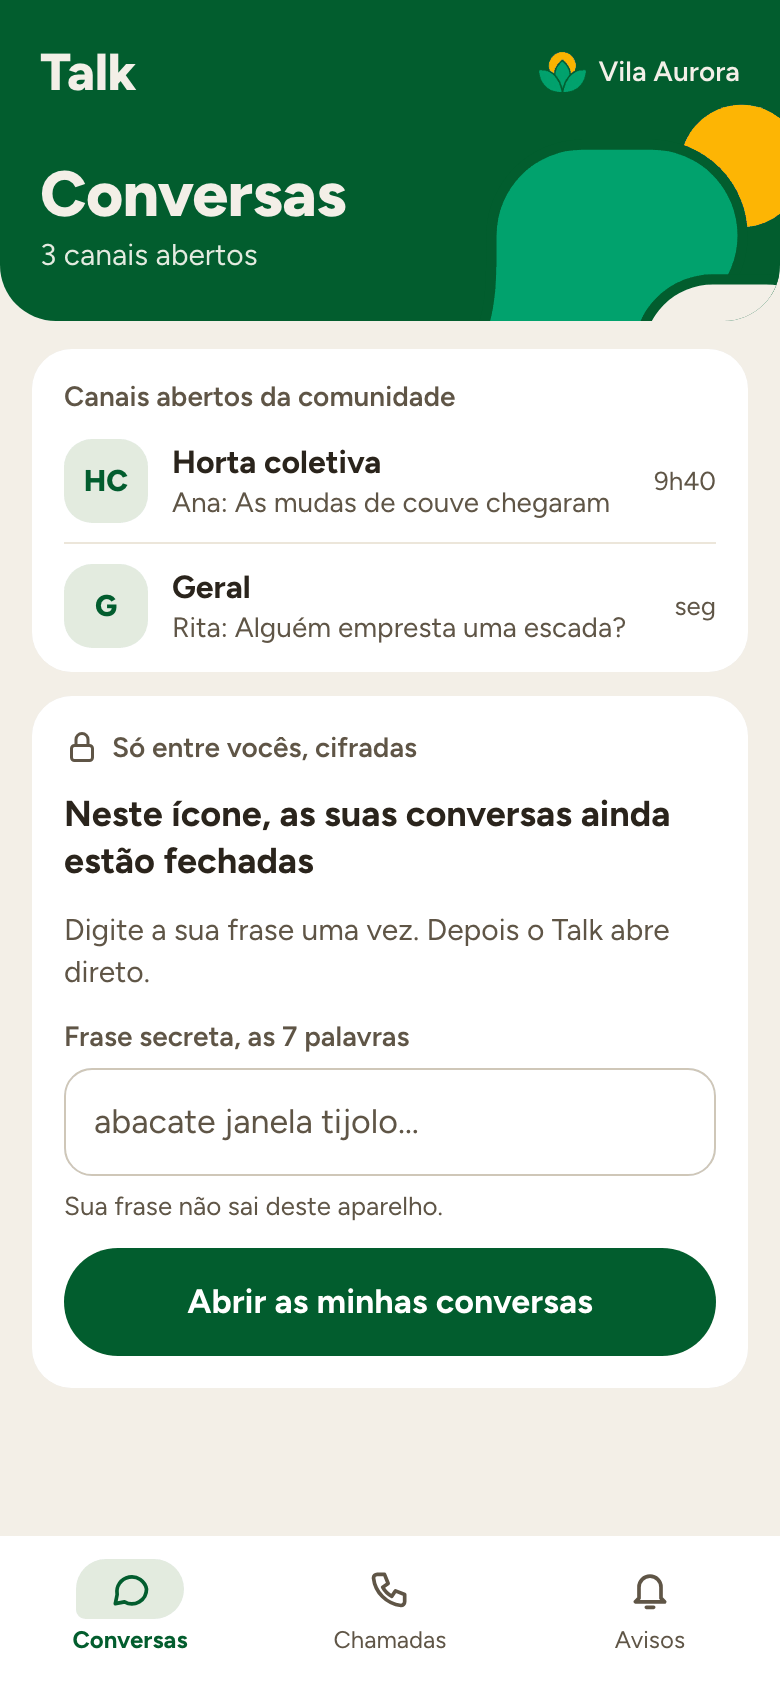 Talk
Vila Aurora
Conversas
3 canais abertos
Canais abertos da comunidade
HC
Horta coletiva
Ana: As mudas de couve chegaram
9h40
G
Geral
Rita: Alguém empresta uma escada?
seg
Só entre vocês, cifradas
Neste ícone, as suas conversas ainda
estão fechadas
Digite a sua frase uma vez. Depois o Talk abre
direto.
Frase secreta, as 7 palavras
abacate janela tijolo...
Sua frase não sai deste aparelho.
Abrir as minhas conversas
Conversas
Chamadas
Avisos